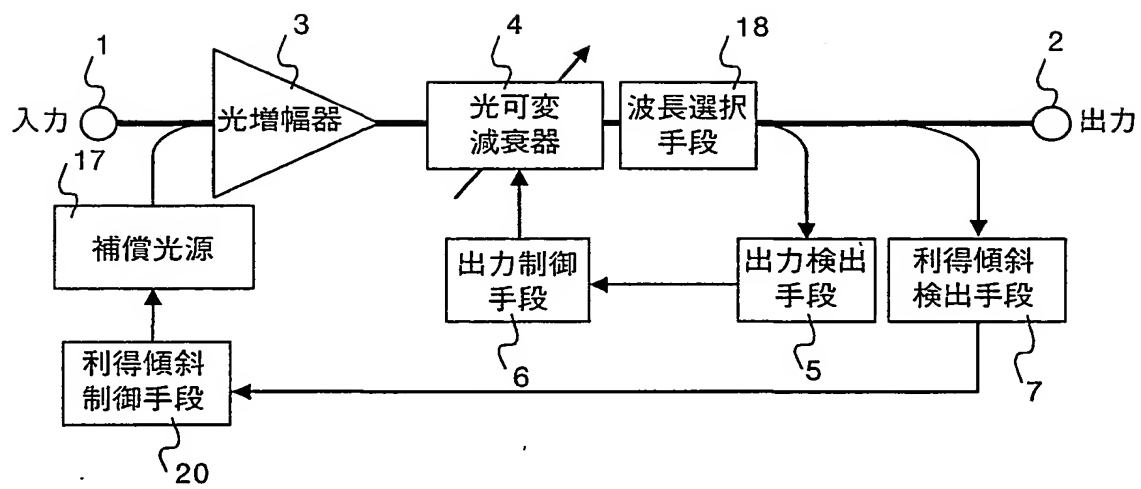 1
3
4
18
2
入力
光増幅器
光可変
減衰器
波長選択
手段
出力
17
補償光源
出力制御
手段
出力検出
手段
利得傾斜
検出手段
6
5
7
利得傾斜
制御手段
20